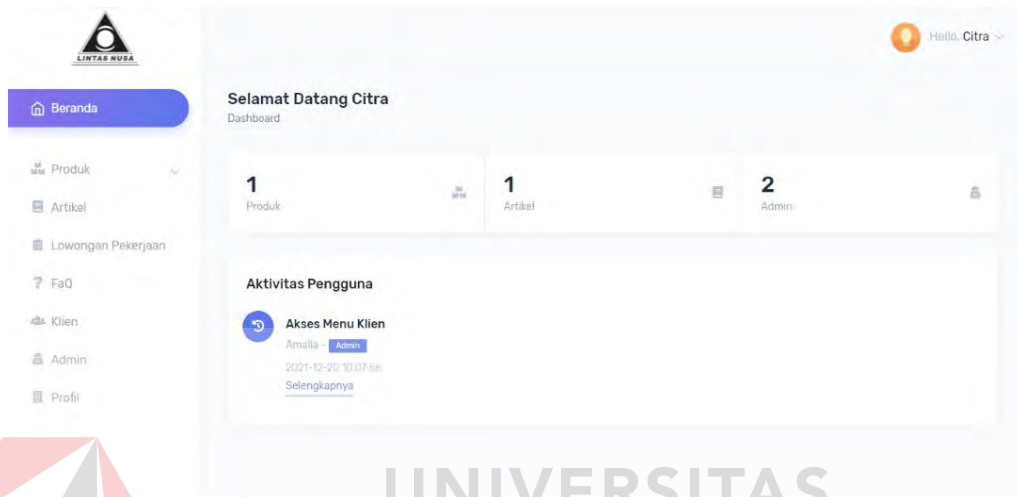 LINTAS NUSA
Hello, Citra
Beranda
Selamat Datang Citra
Dashboard
Produk
Artikel
Lowongan Pekerjaan
FaQ
Klien
Admin
Profil
1
Produk
1
Artikel
2
Admin
Aktivitas Pengguna
Akses Menu Klien
Amalia - Admin
2021-12-20 10:07:56
Selengkapnya
UNIVERSITAS